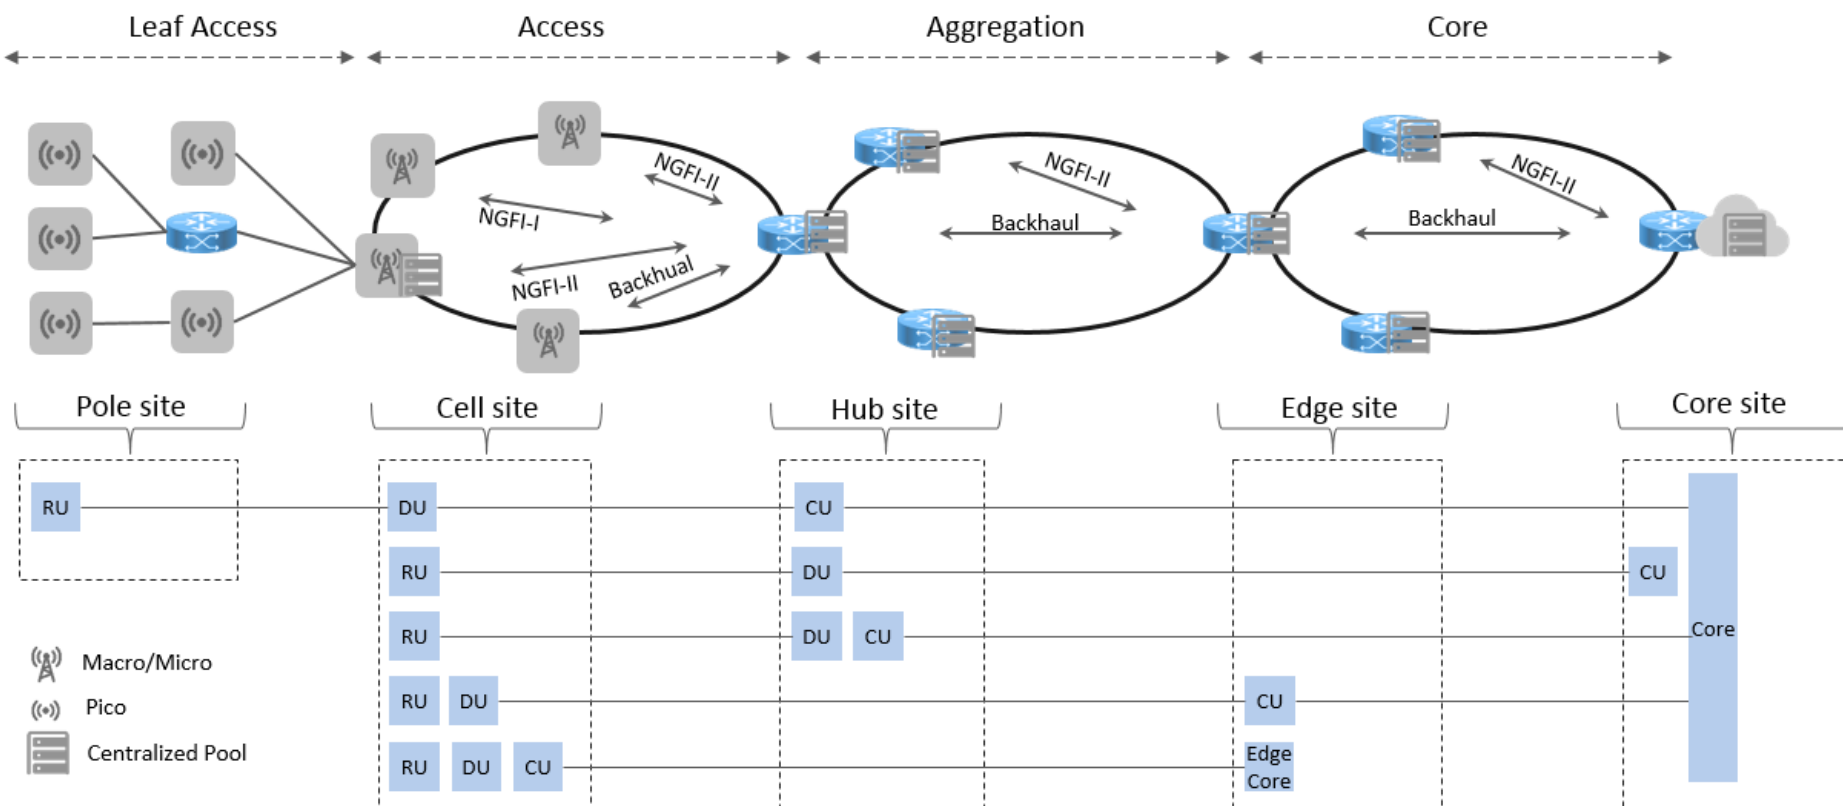 Leaf Access
Access
Aggregation
Core
NGFI-II
NGFI-I
NGFI-II
Backhual
NGFI-II
Backhaul
NGFI-II
Backhaul
Pole site
Cell site
Hub site
Edge site
Core site
RU
DU
CU
RU
DU
CU
RU
DU
CU
Core
RU
DU
CU
RU
DU
CU
Edge
Core
Macro/Micro
Pico
Centralized Pool